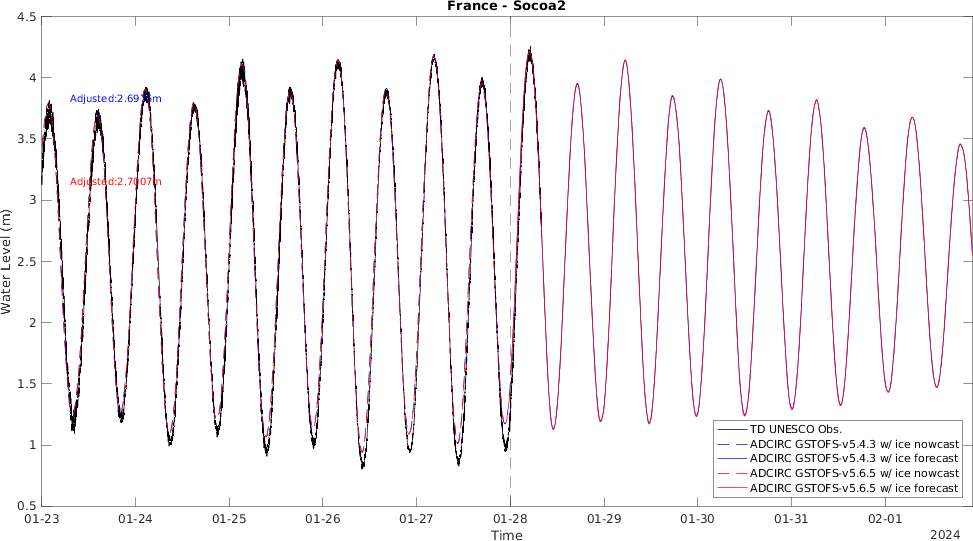 France - Socoa2
4.5
4
3.5
3
2.5
2
1.5
1
0.5
Water Level (m)
Adjusted:2.7007m
TD UNESCO Obs.
ADCIRC GSTOFS-v5.4.3 w/ ice nowcast
ADCIRC GSTOFS-v5.4.3 w/ ice forecast
ADCIRC GSTOFS-v5.6.5 w/ ice nowcast
ADCIRC GSTOFS-v5.6.5 w/ ice forecast
01-23 01-24 01-25 01-26 01-27 01-28 01-29 01-30 01-31 02-01
Time
2024